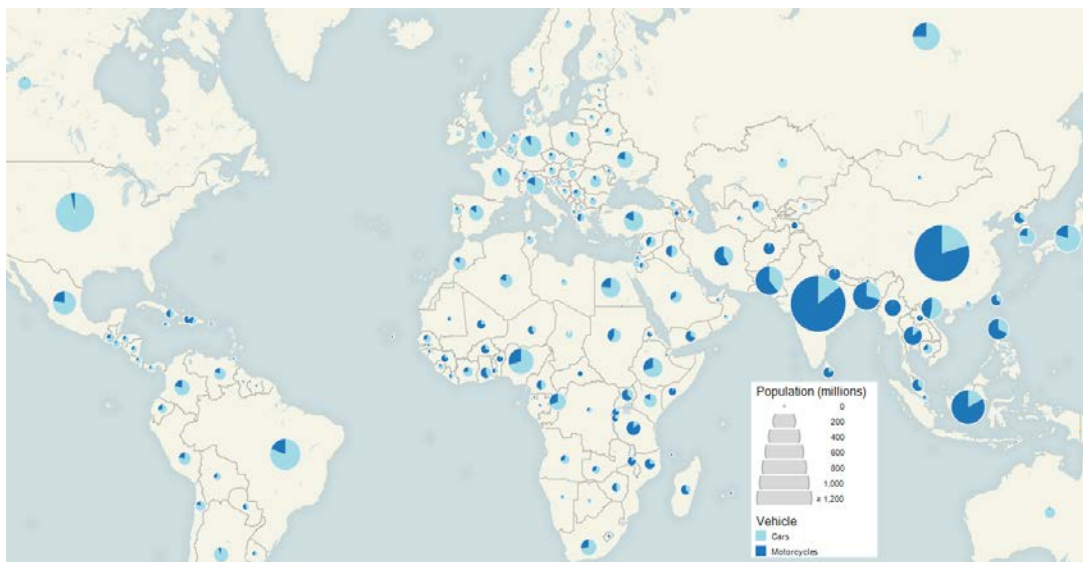 Population (millions)
0
200
400
600
800
1,000
≥ 1,200
Vehicle
Cars
Motorcycles